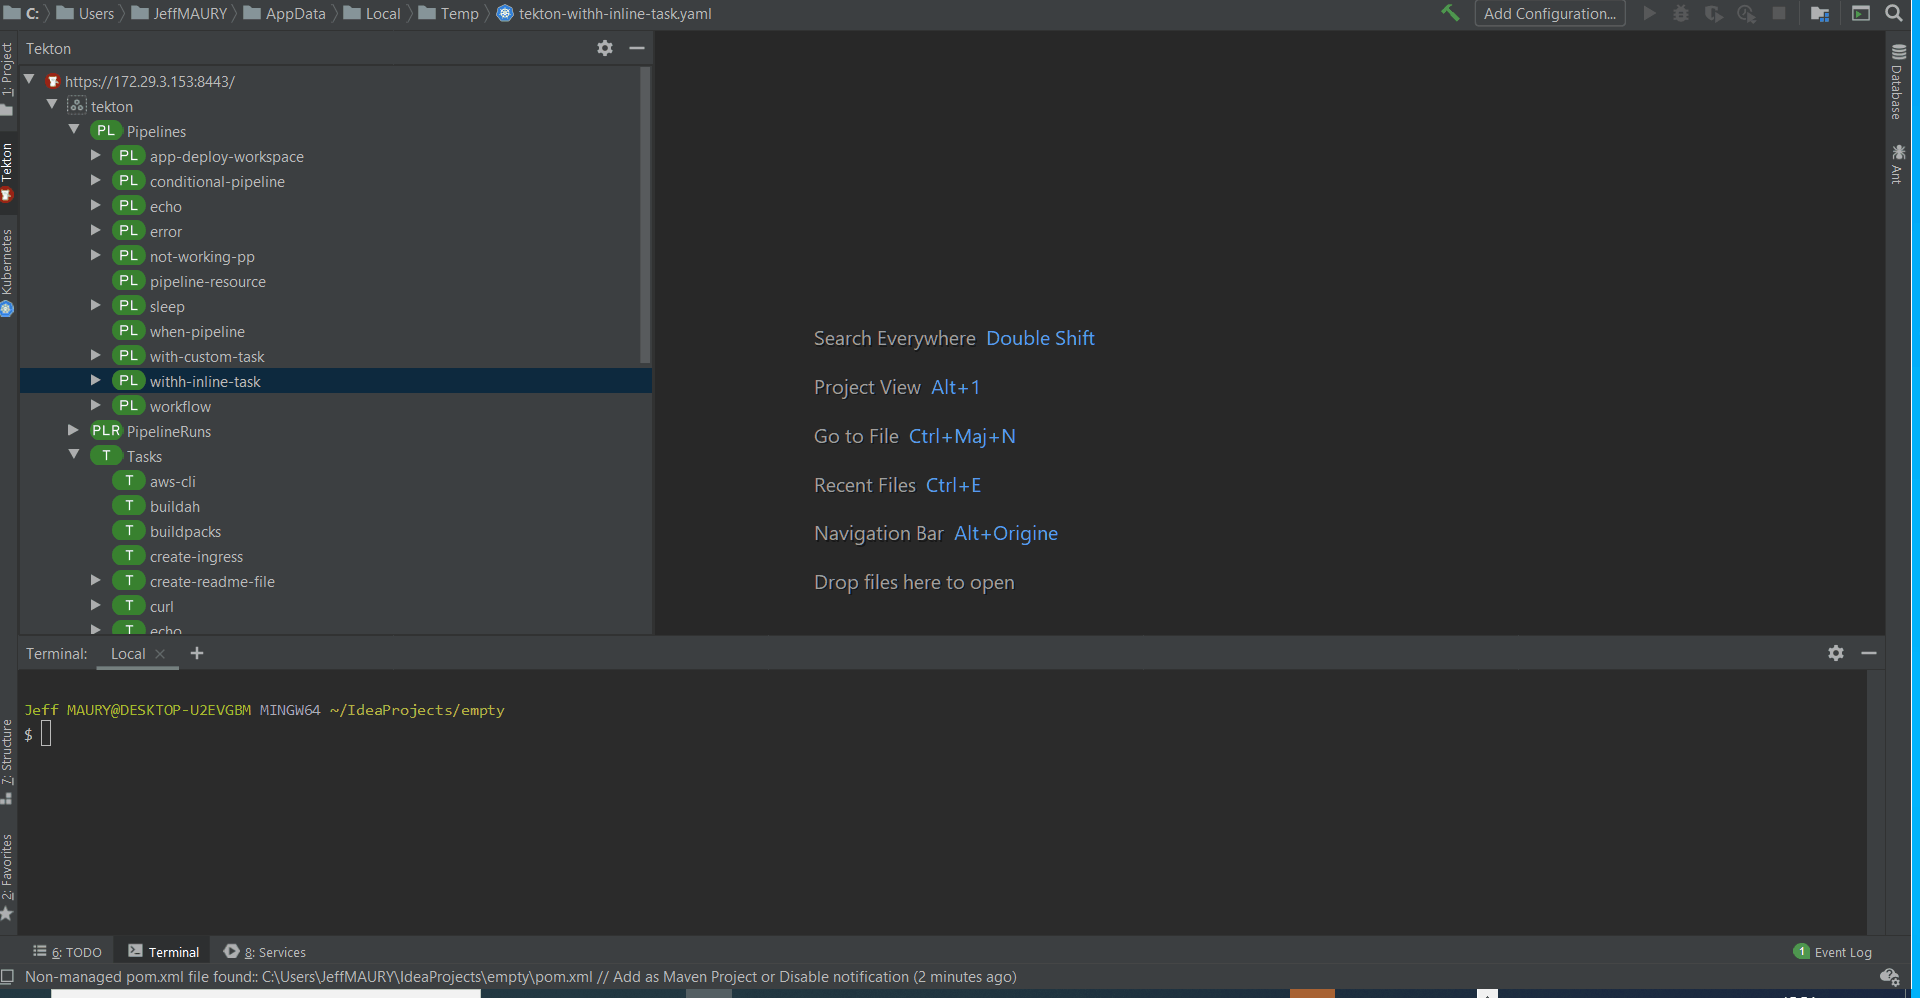 C: Users JeffMAURY AppData Local Temp tekton-withh-inline-task.yaml Add Configuration...
Tekton
1: Project
Tekton
Kubernetes
7: Structure
2: Favorites
https://172.29.3.153:8443/
tekton
PL Pipelines
PL app-deploy-workspace
PL conditional-pipeline
PL echo
PL error
PL not-working-pp
PL pipeline-resource
PL sleep
PL when-pipeline
PL with-custom-task
PL withh-inline-task
PL workflow
PLR PipelineRuns
T Tasks
T aws-cli
T buildah
T buildpacks
T create-ingress
T create-readme-file
T curl
T echo
Search Everywhere Double Shift
Project View Alt+1
Go to File Ctrl+Maj+N
Recent Files Ctrl+E
Navigation Bar Alt+Origine
Drop files here to open
Database
Ant
Terminal: Local
Jeff MAURY@DESKTOP-U2EVGBM MINGW64 ~/IdeaProjects/empty
$
6: TODO Terminal 8: Services 1 Event Log
Non-managed pom.xml file found:: C:\Users\JeffMAURY\IdeaProjects\empty\pom.xml // Add as Maven Project or Disable notification (2 minutes ago)